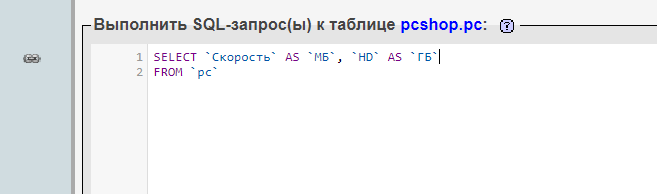 Выполнить SQL-запрос(ы) к таблице pcshop.pc: ?
1 SELECT `Скорость` AS `МБ`, `HD` AS `ГБ`
2 FROM `pc`